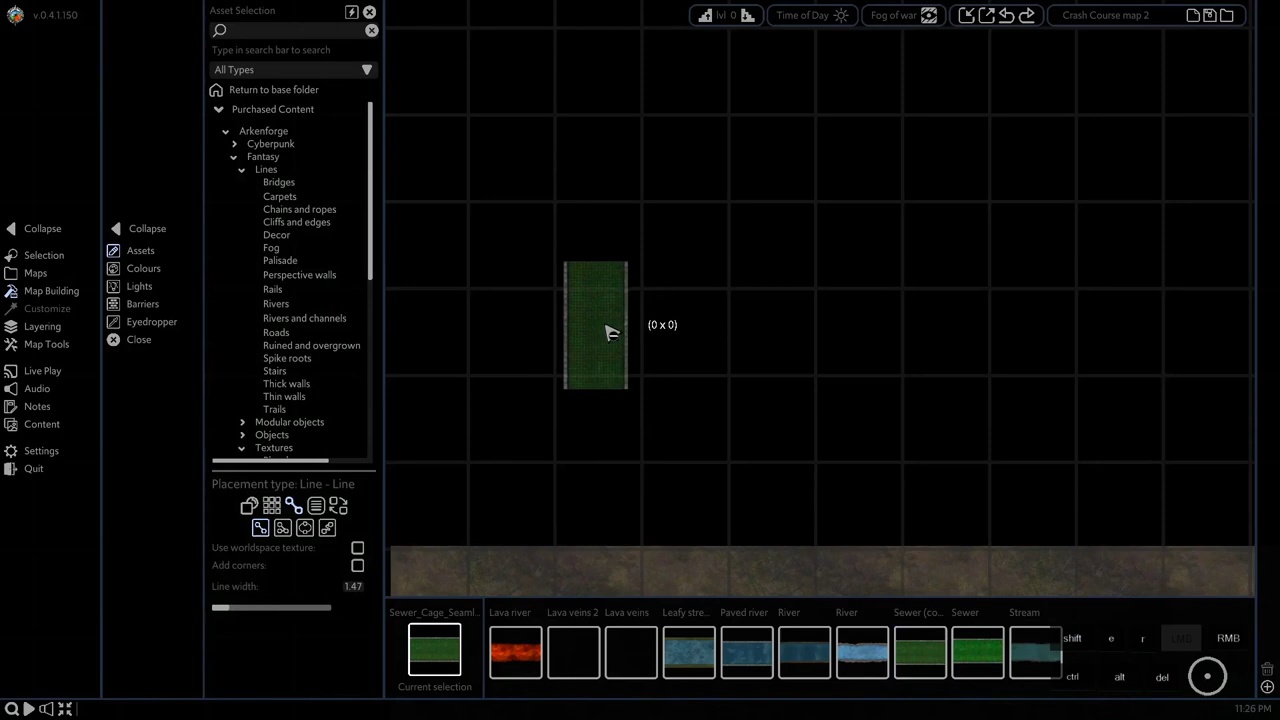 v.0.4.1.150
Asset Selection
lvl 0
Time of Day
Fog of war
Crash Course map 2
Type in search bar to search
All Types
Return to base folder
Purchased Content
Arkenforge
Cyberpunk
Fantasy
Lines
Bridges
Carpets
Chains and ropes
Cliffs and edges
Decor
Fog
Palisade
Perspective walls
Rails
Rivers
Rivers and channels
Roads
Ruined and overgrown
Spike roots
Stairs
Thick walls
Thin walls
Trails
Modular objects
Objects
Textures
Collapse
Selection
Maps
Map Building
Customize
Layering
Map Tools
Live Play
Audio
Notes
Content
Settings
Quit
Collapse
Assets
Colours
Lights
Barriers
Eyedropper
Close
(0 x 0)
Placement type: Line - Line
Use worldspace texture:
Add corners:
Line width: 1.47
Sewer_Cage_Seaml...
Current selection
Lava river
Lava veins 2
Lava veins
Leafy stre...
Paved river
River
River
Sewer (co...
Sewer
Stream
shift e r LMB RMB
ctrl alt del
11:26 PM